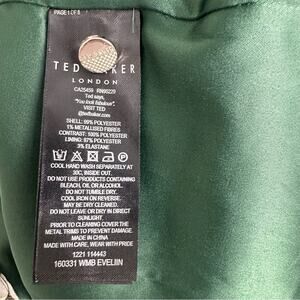 PAGE 1 OF 8
TED BAKER
LONDON
CA25459 RN96229
Ted says,
"You look fabulous".
VISIT TED
@tedbaker.com
SHELL: 99% POLYESTER
1% METALLISED FIBRES
CONTRAST: 100% POLYESTER
LINING: 97% POLYESTER
3% ELASTANE
COOL HAND WASH SEPARATELY AT
30C, INSIDE OUT.
DO NOT USE PRODUCTS CONTAINING
BLEACH, OIL, OR ALCOHOL.
DO NOT TUMBLE DRY.
COOL IRON ON REVERSE.
MAY BE DRY CLEANED.
DO NOT LEAVE OR DRY IN DIRECT
SUNLIGHT.
PRIOR TO CLEANING COVER THE
METAL TRIMS TO PREVENT DAMAGE.
MADE IN CHINA
MADE WITH CARE, WEAR WITH PRIDE
1221 114443
160331 WMB EVELIIN